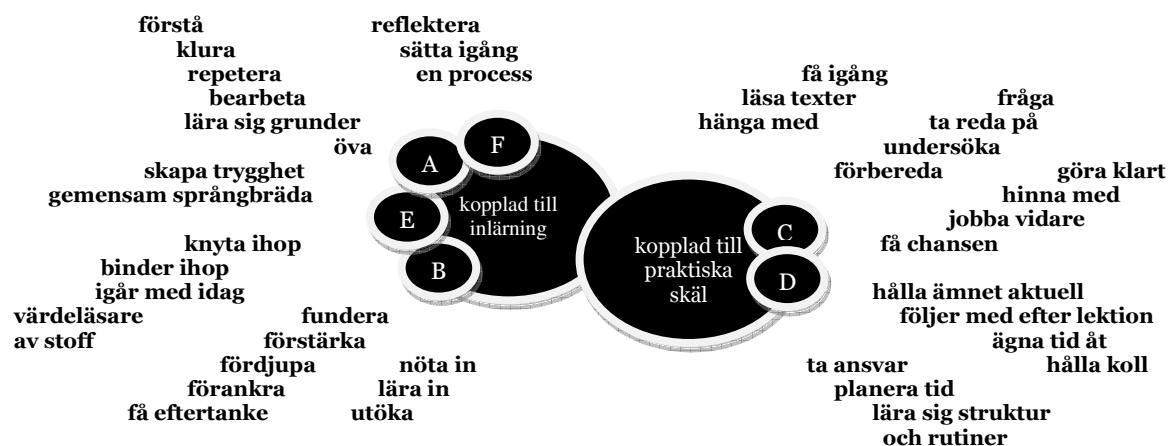 förstå
klura
repetera
bearbeta
lära sig grunder
öva
reflektera
sätta igång
en process
skapa trygghet
gemensam språngbräda
knyta ihop
binder ihop
igår med idag
värdeläsare
av stoff
fundera
förstärka
fördjupa
förankra
få eftertanke
nöta in
lära in
utöka
F
A
E
B
kopplad till
inlärning
kopplad till
praktiska
skäl
C
D
få igång
läsa texter
hänga med
fråga
ta reda på
undersöka
förbereda
göra klart
hinna med
jobba vidare
få chansen
hålla ämnet aktuell
följer med efter lektion
ägna tid åt
hålla koll
ta ansvar
planera tid
lära sig struktur
och rutiner